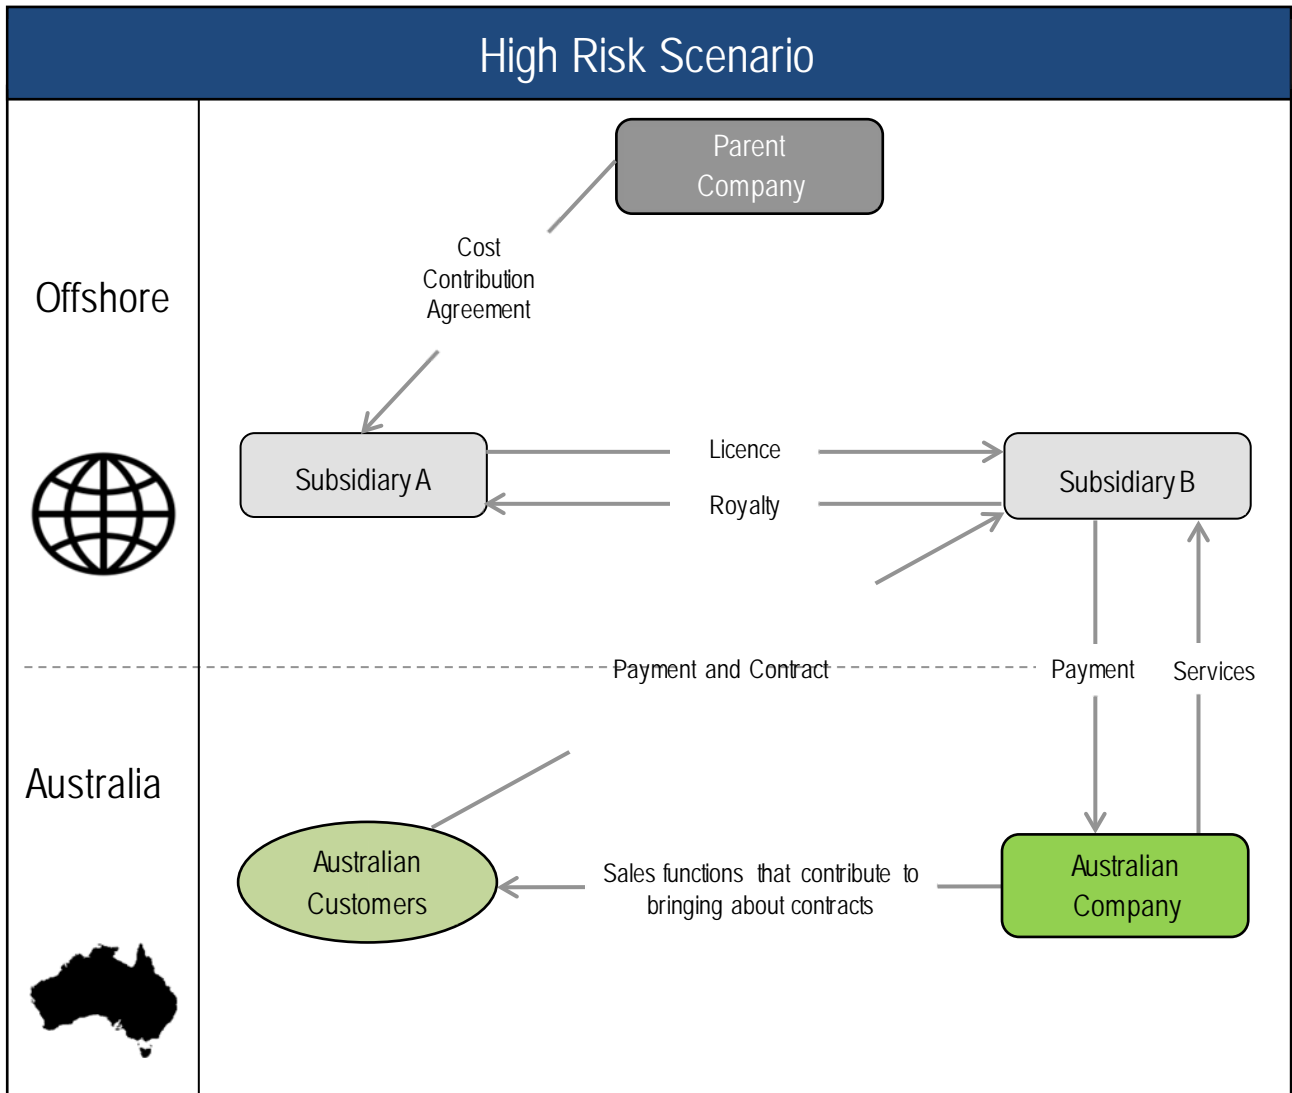 High Risk Scenario
Parent
Company
Cost
Contribution
Agreement
Offshore
Subsidiary A
Licence
Royalty
Subsidiary B
Payment and Contract
Payment
Services
Australia
Australian
Customers
Sales functions that contribute to
bringing about contracts
Australian
Company